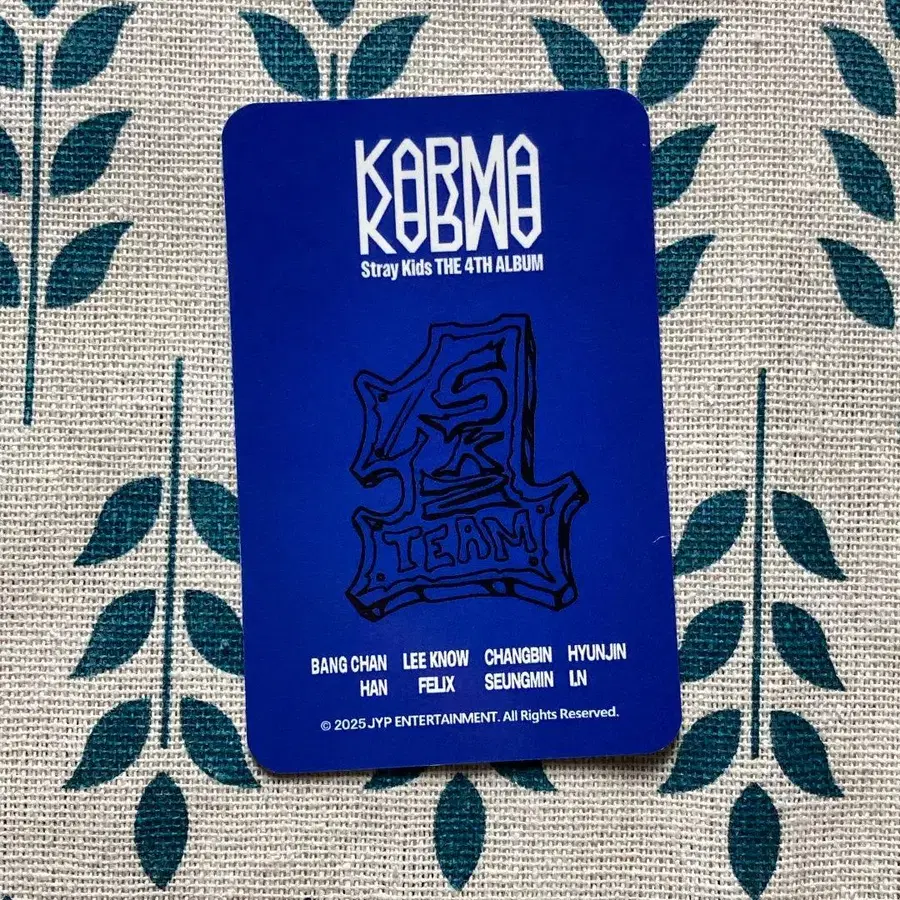 KARMA
Stray Kids THE 4TH ALBUM
SK
TEAM
BANG CHAN LEE KNOW CHANGBIN HYUNJIN
HAN FELIX SEUNGMIN I.N
© 2025 JYP ENTERTAINMENT. All Rights Reserved.